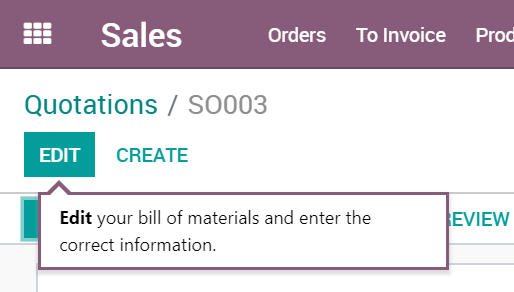 Sales Orders To Invoice
Quotations / SO003
EDIT CREATE
Edit your bill of materials and enter the
correct information.